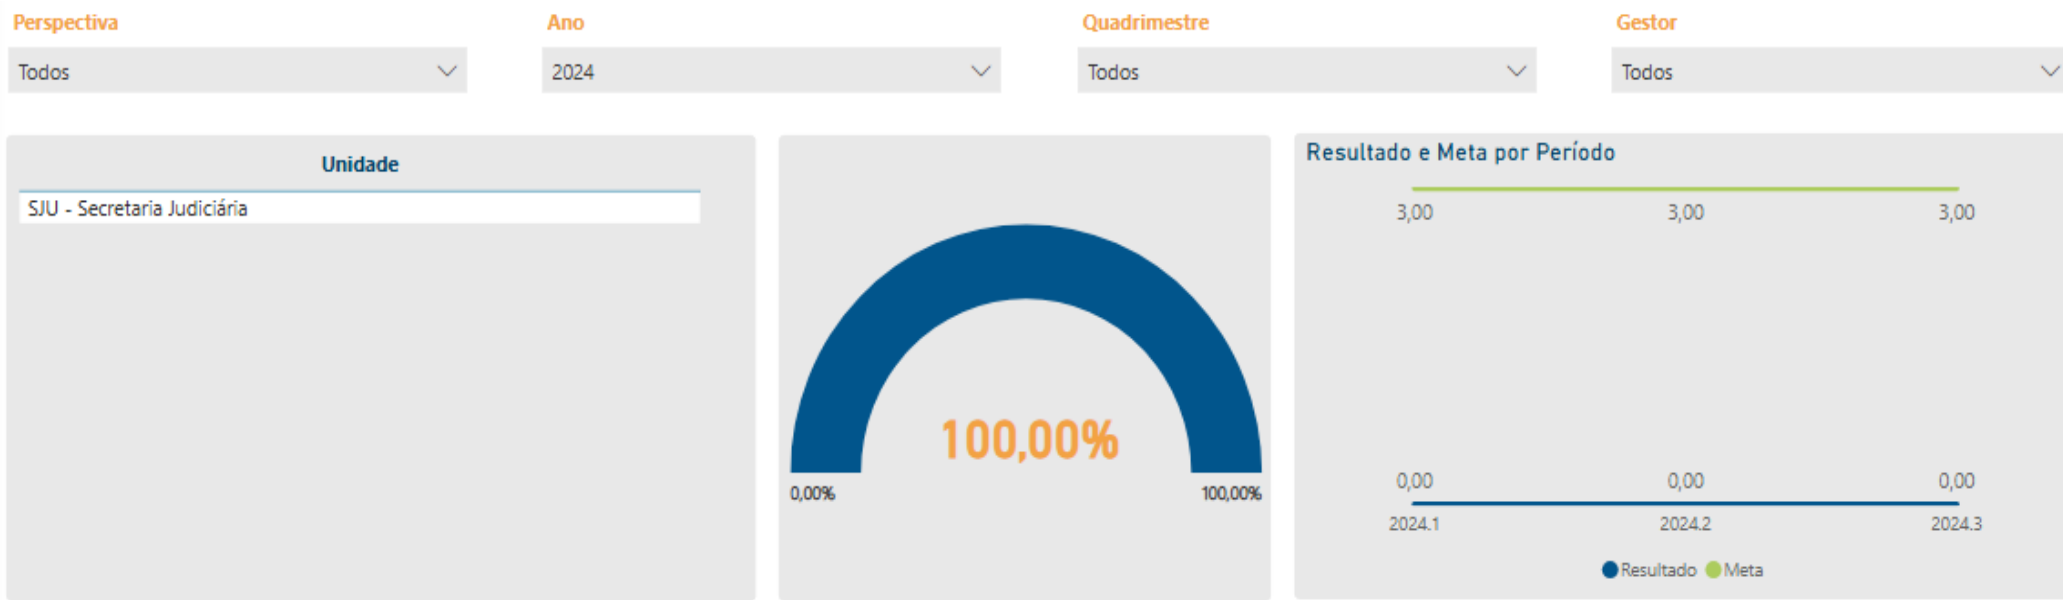 Perspectiva
Todos
Ano
2024
Quadrimestre
Todos
Gestor
Todos
Unidade
SJU - Secretaria Judiciária
100,00%
0,00%
100,00%
Resultado e Meta por Período
3,00 3,00 3,00
0,00 0,00 0,00
2024.1 2024.2 2024.3
Resultado Meta